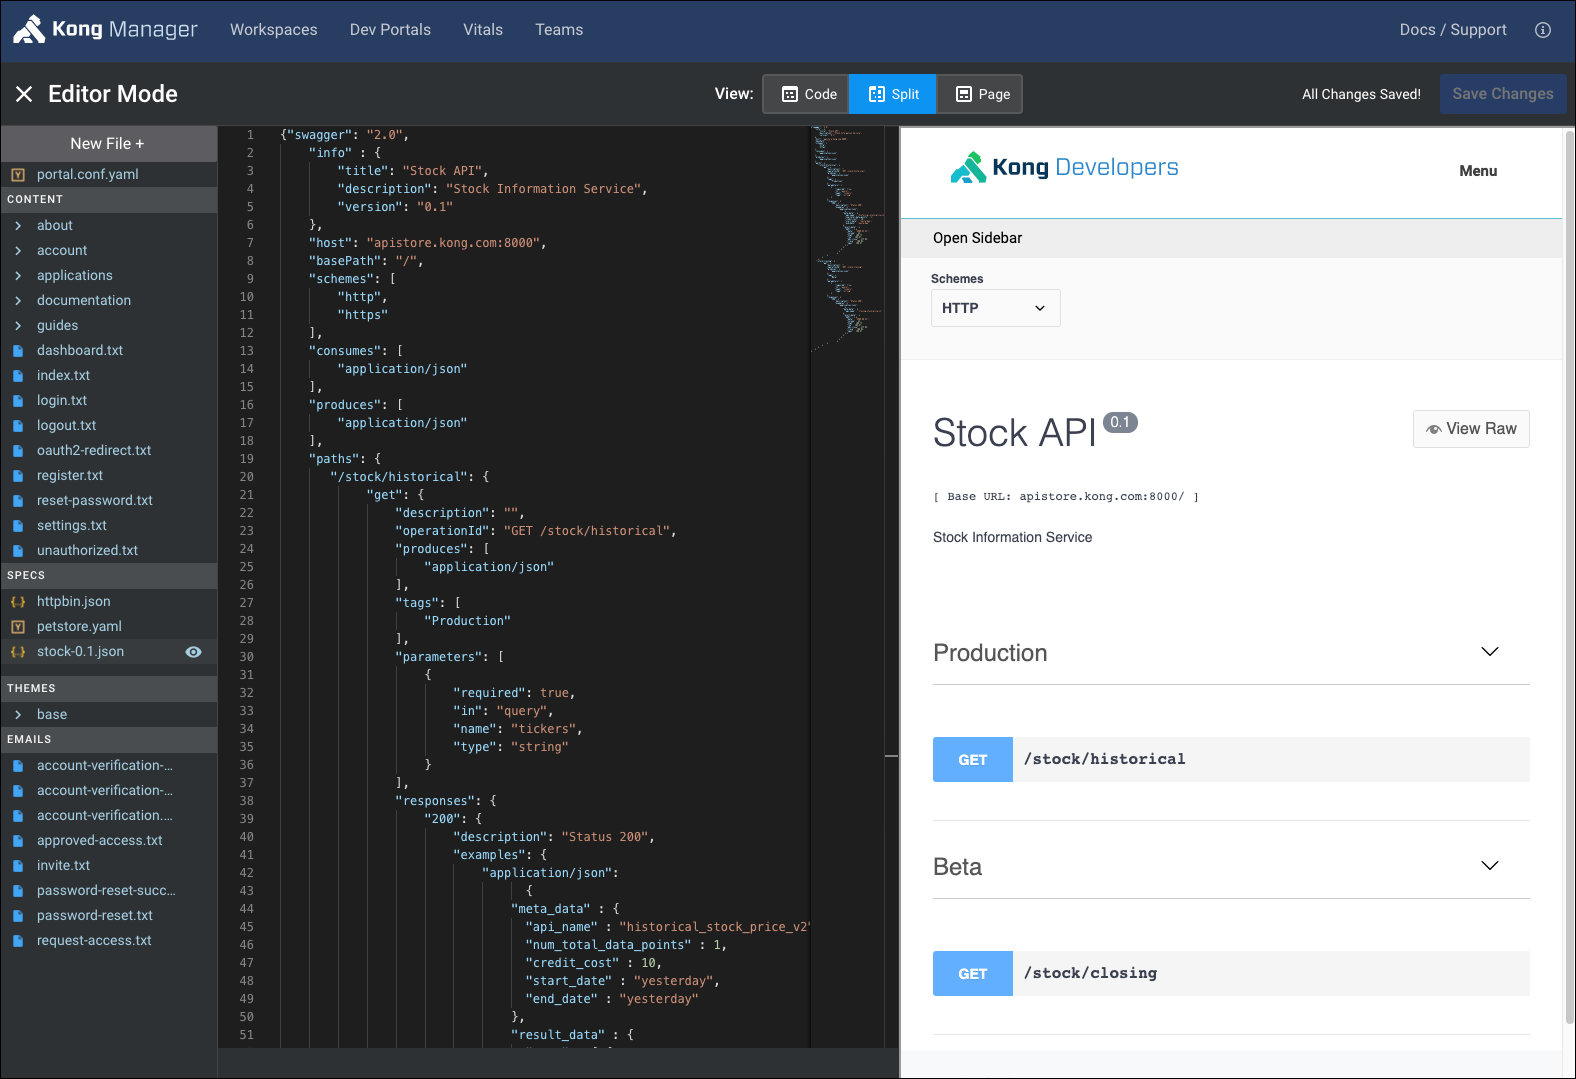 Kong Manager Workspaces Dev Portals Vitals Teams Docs / Support
Editor Mode View: Code Split Page All Changes Saved! Save Changes
New File +
portal.conf.yaml
CONTENT
about
account
applications
documentation
guides
dashboard.txt
index.txt
login.txt
logout.txt
oauth2-redirect.txt
register.txt
reset-password.txt
settings.txt
unauthorized.txt
SPECS
httpbin.json
petstore.yaml
stock-0.1.json
THEMES
base
EMAILS
account-verification-...
account-verification-...
account-verification....
approved-access.txt
invite.txt
password-reset-succ...
password-reset.txt
request-access.txt
1 {"swagger": "2.0",
2 "info" : {
3 "title": "Stock API",
4 "description": "Stock Information Service",
5 "version": "0.1"
6 },
7 "host": "apistore.kong.com:8000",
8 "basePath": "/",
9 "schemes": [
10 "http",
11 "https"
12 ],
13 "consumes": [
14 "application/json"
15 ],
16 "produces": [
17 "application/json"
18 ],
19 "paths": {
20 "/stock/historical": {
21 "get": {
22 "description": "",
23 "operationId": "GET /stock/historical",
24 "produces": [
25 "application/json"
26 ],
27 "tags": [
28 "Production"
29 ],
30 "parameters": [
31 {
32 "required": true,
33 "in": "query",
34 "name": "tickers",
35 "type": "string"
36 }
37 ],
38 "responses": {
39 "200": {
40 "description": "Status 200",
41 "examples": {
42 "application/json":
43 {
44 "meta_data" : {
45 "api_name" : "historical_stock_price_v2"
46 "num_total_data_points" : 1,
47 "credit_cost" : 10,
48 "start_date" : "yesterday",
49 "end_date" : "yesterday"
50 },
51 "result_data" : {
Kong Developers Menu
Open Sidebar
Schemes
HTTP
Stock API 0.1 View Raw
[ Base URL: apistore.kong.com:8000/ ]
Stock Information Service
Production
GET /stock/historical
Beta
GET /stock/closing